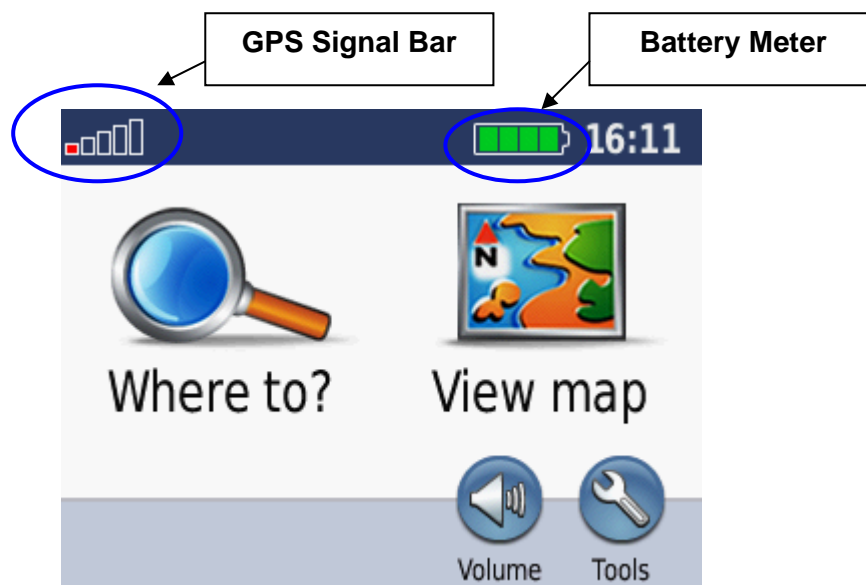 GPS Signal Bar
Battery Meter
16:11
N
Where to?
View map
Volume
Tools